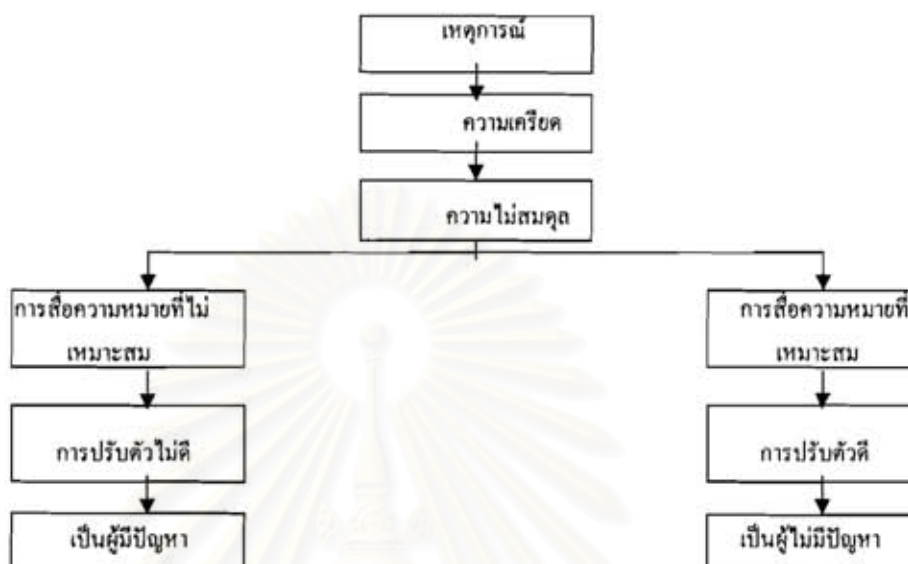 เหตุการณ์
ความเครียด
ความไม่สมดุล
การสื่อความหมายที่ไม่
เหมาะสม
การสื่อความหมายที่
เหมาะสม
การปรับตัวไม่ดี
การปรับตัวดี
เป็นผู้มีปัญหา
เป็นผู้ไม่มีปัญหา